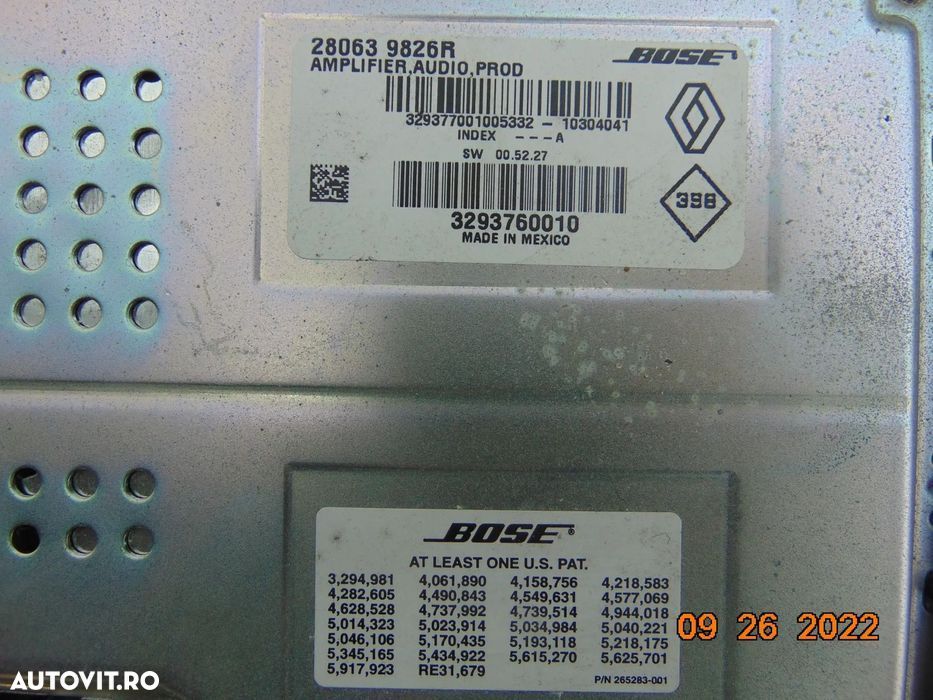 28063 9826R
BOSE
AMPLIFIER,AUDIO,PROD
329377001005332 - 10304041
INDEX - - - A
SW 00.52.27
398
3293760010
MADE IN MEXICO
BOSE®
AT LEAST ONE U.S. PAT.
3,294,981 4,061,890 4,158,756 4,218,583
4,282,605 4,490,843 4,549,631 4,577,069
4,628,528 4,737,992 4,739,514 4,944,018
5,014,323 5,023,914 5,034,984 5,040,221
5,046,106 5,170,435 5,193,118 5,218,175
5,345,165 5,434,922 5,615,270 5,625,701
5,917,923 RE31,679
P/N 265283-001
09 26 2022
AUTOVIT.RO